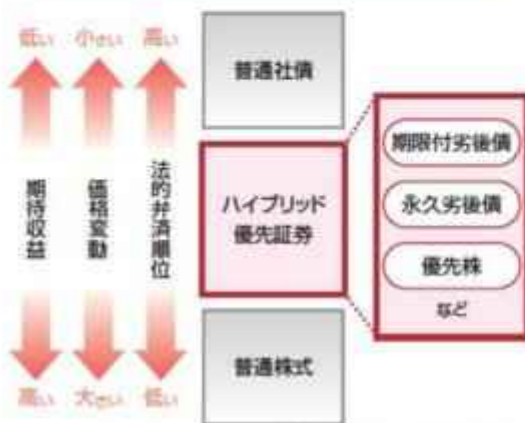 低い
小さい
高い
期待収益
価格変動
法的弁済順位
高い
大きい
低い
普通社債
ハイブリッド
優先証券
普通株式
期限付劣後債
永久劣後債
優先株
など